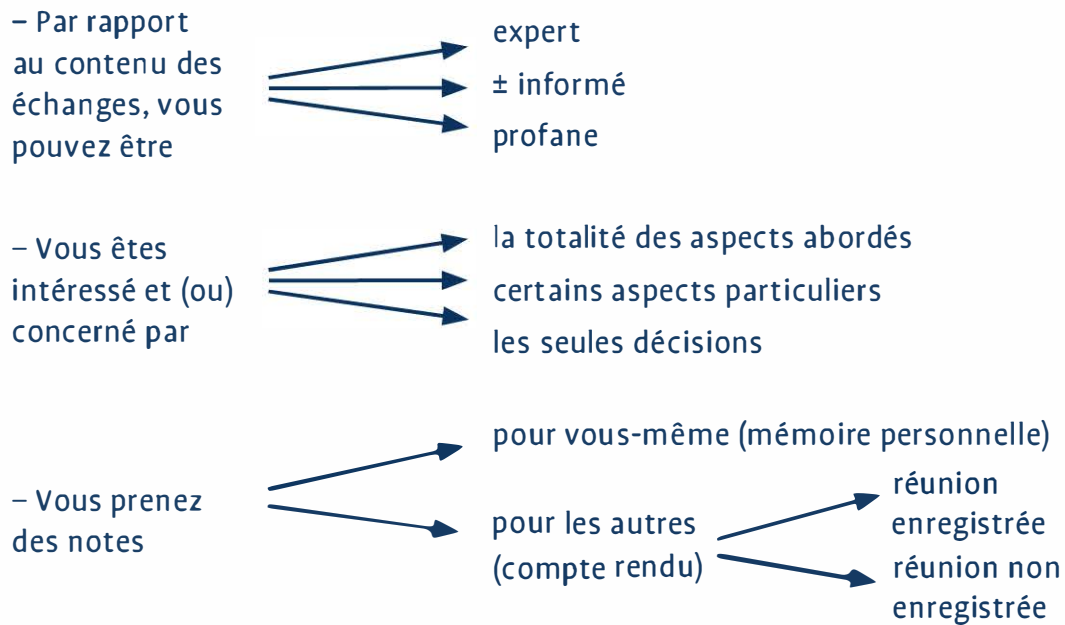 – Par rapport
au contenu des
échanges, vous
pouvez être
expert
± informé
profane
– Vous êtes
intéressé et (ou)
concerné par
la totalité des aspects abordés
certains aspects particuliers
les seules décisions
– Vous prenez
des notes
pour vous-même (mémoire personnelle)
pour les autres
(compte rendu)
réunion
enregistrée
réunion non
enregistrée